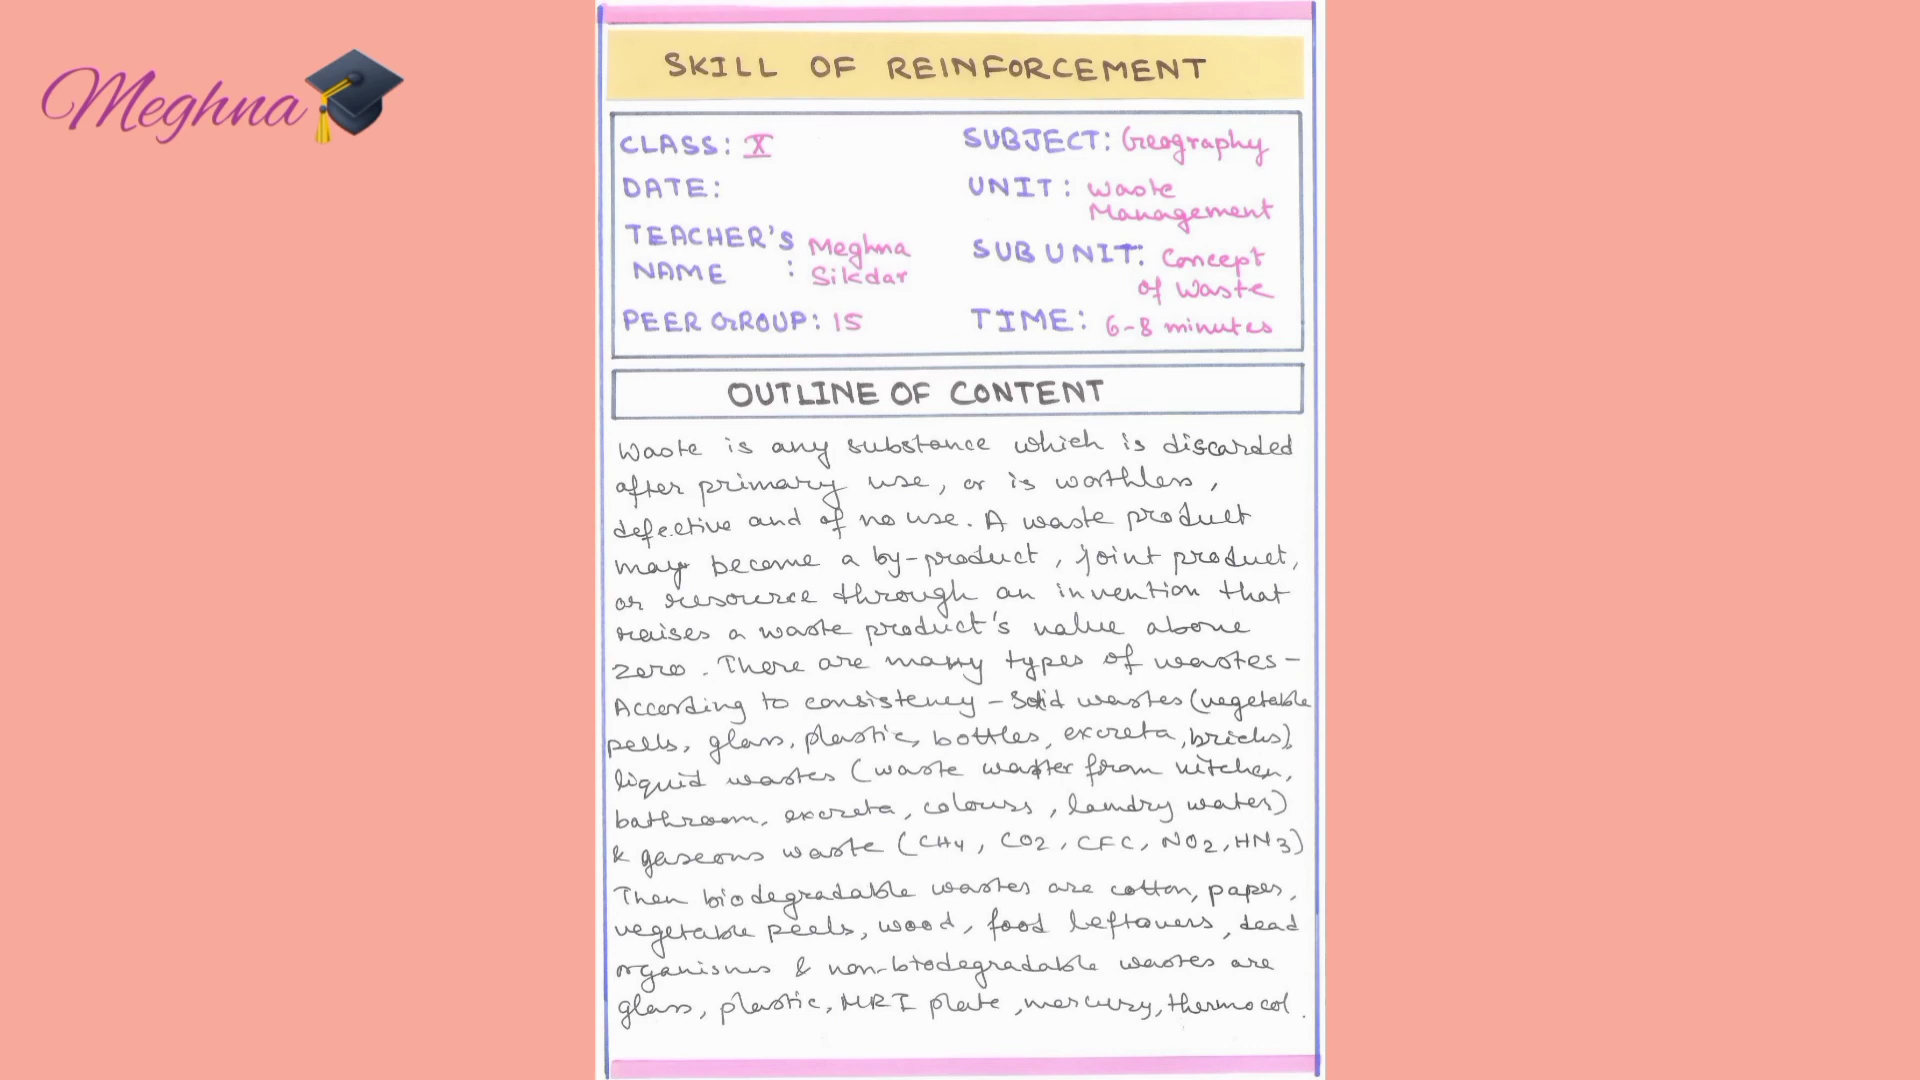 Meghna
SKILL OF REINFORCEMENT
CLASS: X
SUBJECT: Geography
DATE:
UNIT: Waste
Management
TEACHER'S Meghna
NAME : Sikdar
SUB UNIT: Concept
of Waste
PEER GROUP: 15
TIME: 6-8 minutes
OUTLINE OF CONTENT
Waste is any substance which is discarded
after primary use, or is worthless,
defective and of no use. A waste product
may become a by-product, joint product,
or resource through an invention that
raises a waste product's value above
zero. There are many types of wastes -
According to consistency - Solid wastes (vegetable
peels, glass, plastic, bottles, excreta, bricks),
liquid wastes (waste water from kitchen,
bathroom, excreta, colours, laundry water)
& gaseous waste (CH4, CO2, CFC, NO2, HN3)
Then biodegradable wastes are cotton, paper,
vegetable peels, wood, food leftovers, dead
organisms & non-biodegradable wastes are
glass, plastic, MRI plate, mercury, thermocol.